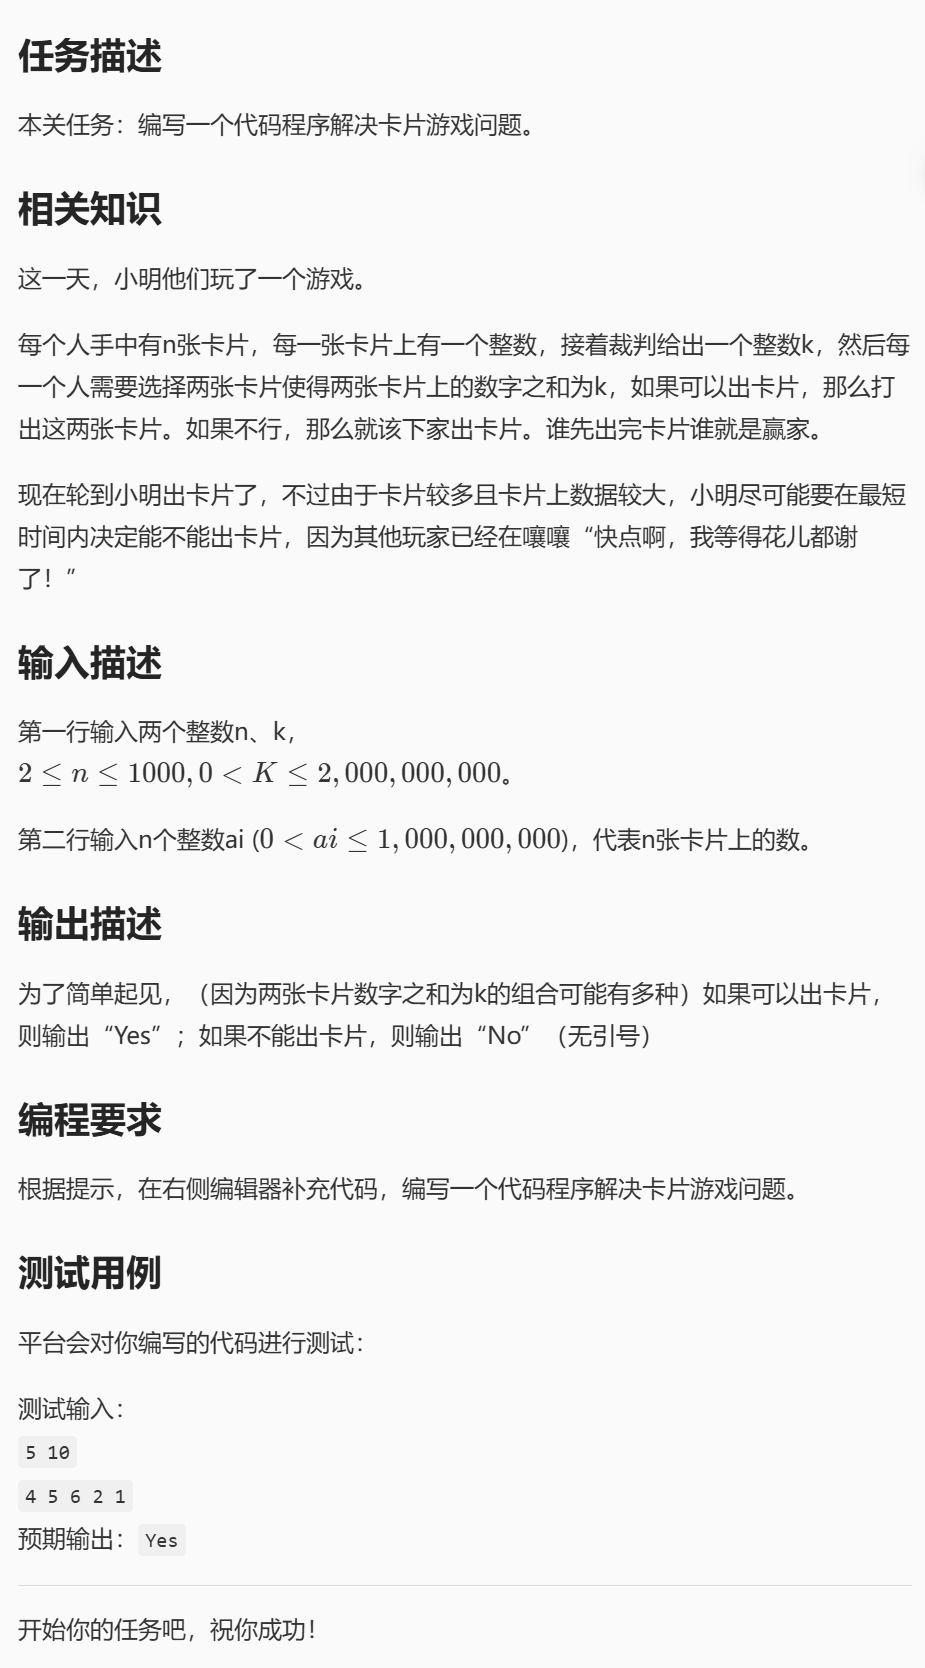 任务描述
本关任务：编写一个代码程序解决卡片游戏问题。
相关知识
这一天，小明他们玩了一个游戏。
每个人手中有n张卡片，每一张卡片上有一个整数，接着裁判给出一个整数k，然后每
一个人需要选择两张卡片使得两张卡片上的数字之和为k，如果可以出卡片，那么打
出这两张卡片。如果不行，那么就该下家出卡片。谁先出完卡片谁就是赢家。
现在轮到小明出卡片了，不过由于卡片较多且卡片上数据较大，小明尽可能要在最短
时间内决定能不能出卡片，因为其他玩家已经在嚷嚷“快点啊，我等得花儿都谢
了！”
输入描述
第一行输入两个整数n、k，
2 ≤ n ≤ 1000, 0 < K ≤ 2,000,000,000。
第二行输入n个整数ai (0 < ai ≤ 1,000,000,000)，代表n张卡片上的数。
输出描述
为了简单起见，（因为两张卡片数字之和为k的组合可能有多种）如果可以出卡片，
则输出“Yes”；如果不能出卡片，则输出“No”（无引号）
编程要求
根据提示，在右侧编辑器补充代码，编写一个代码程序解决卡片游戏问题。
测试用例
平台会对你编写的代码进行测试：
测试输入：
5 10
4 5 6 2 1
预期输出：Yes
开始你的任务吧，祝你成功！